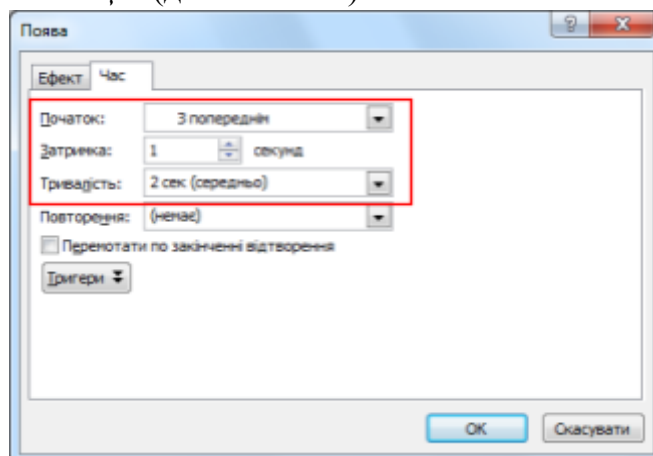 Поява
Ефект Час
Початок: З попереднім
Затримка: 1 секунд
Тривалість: 2 сек (середньо)
Повторення: (немає)
Перемотати по закінченні відтворення
Тригери
ОК Скасувати